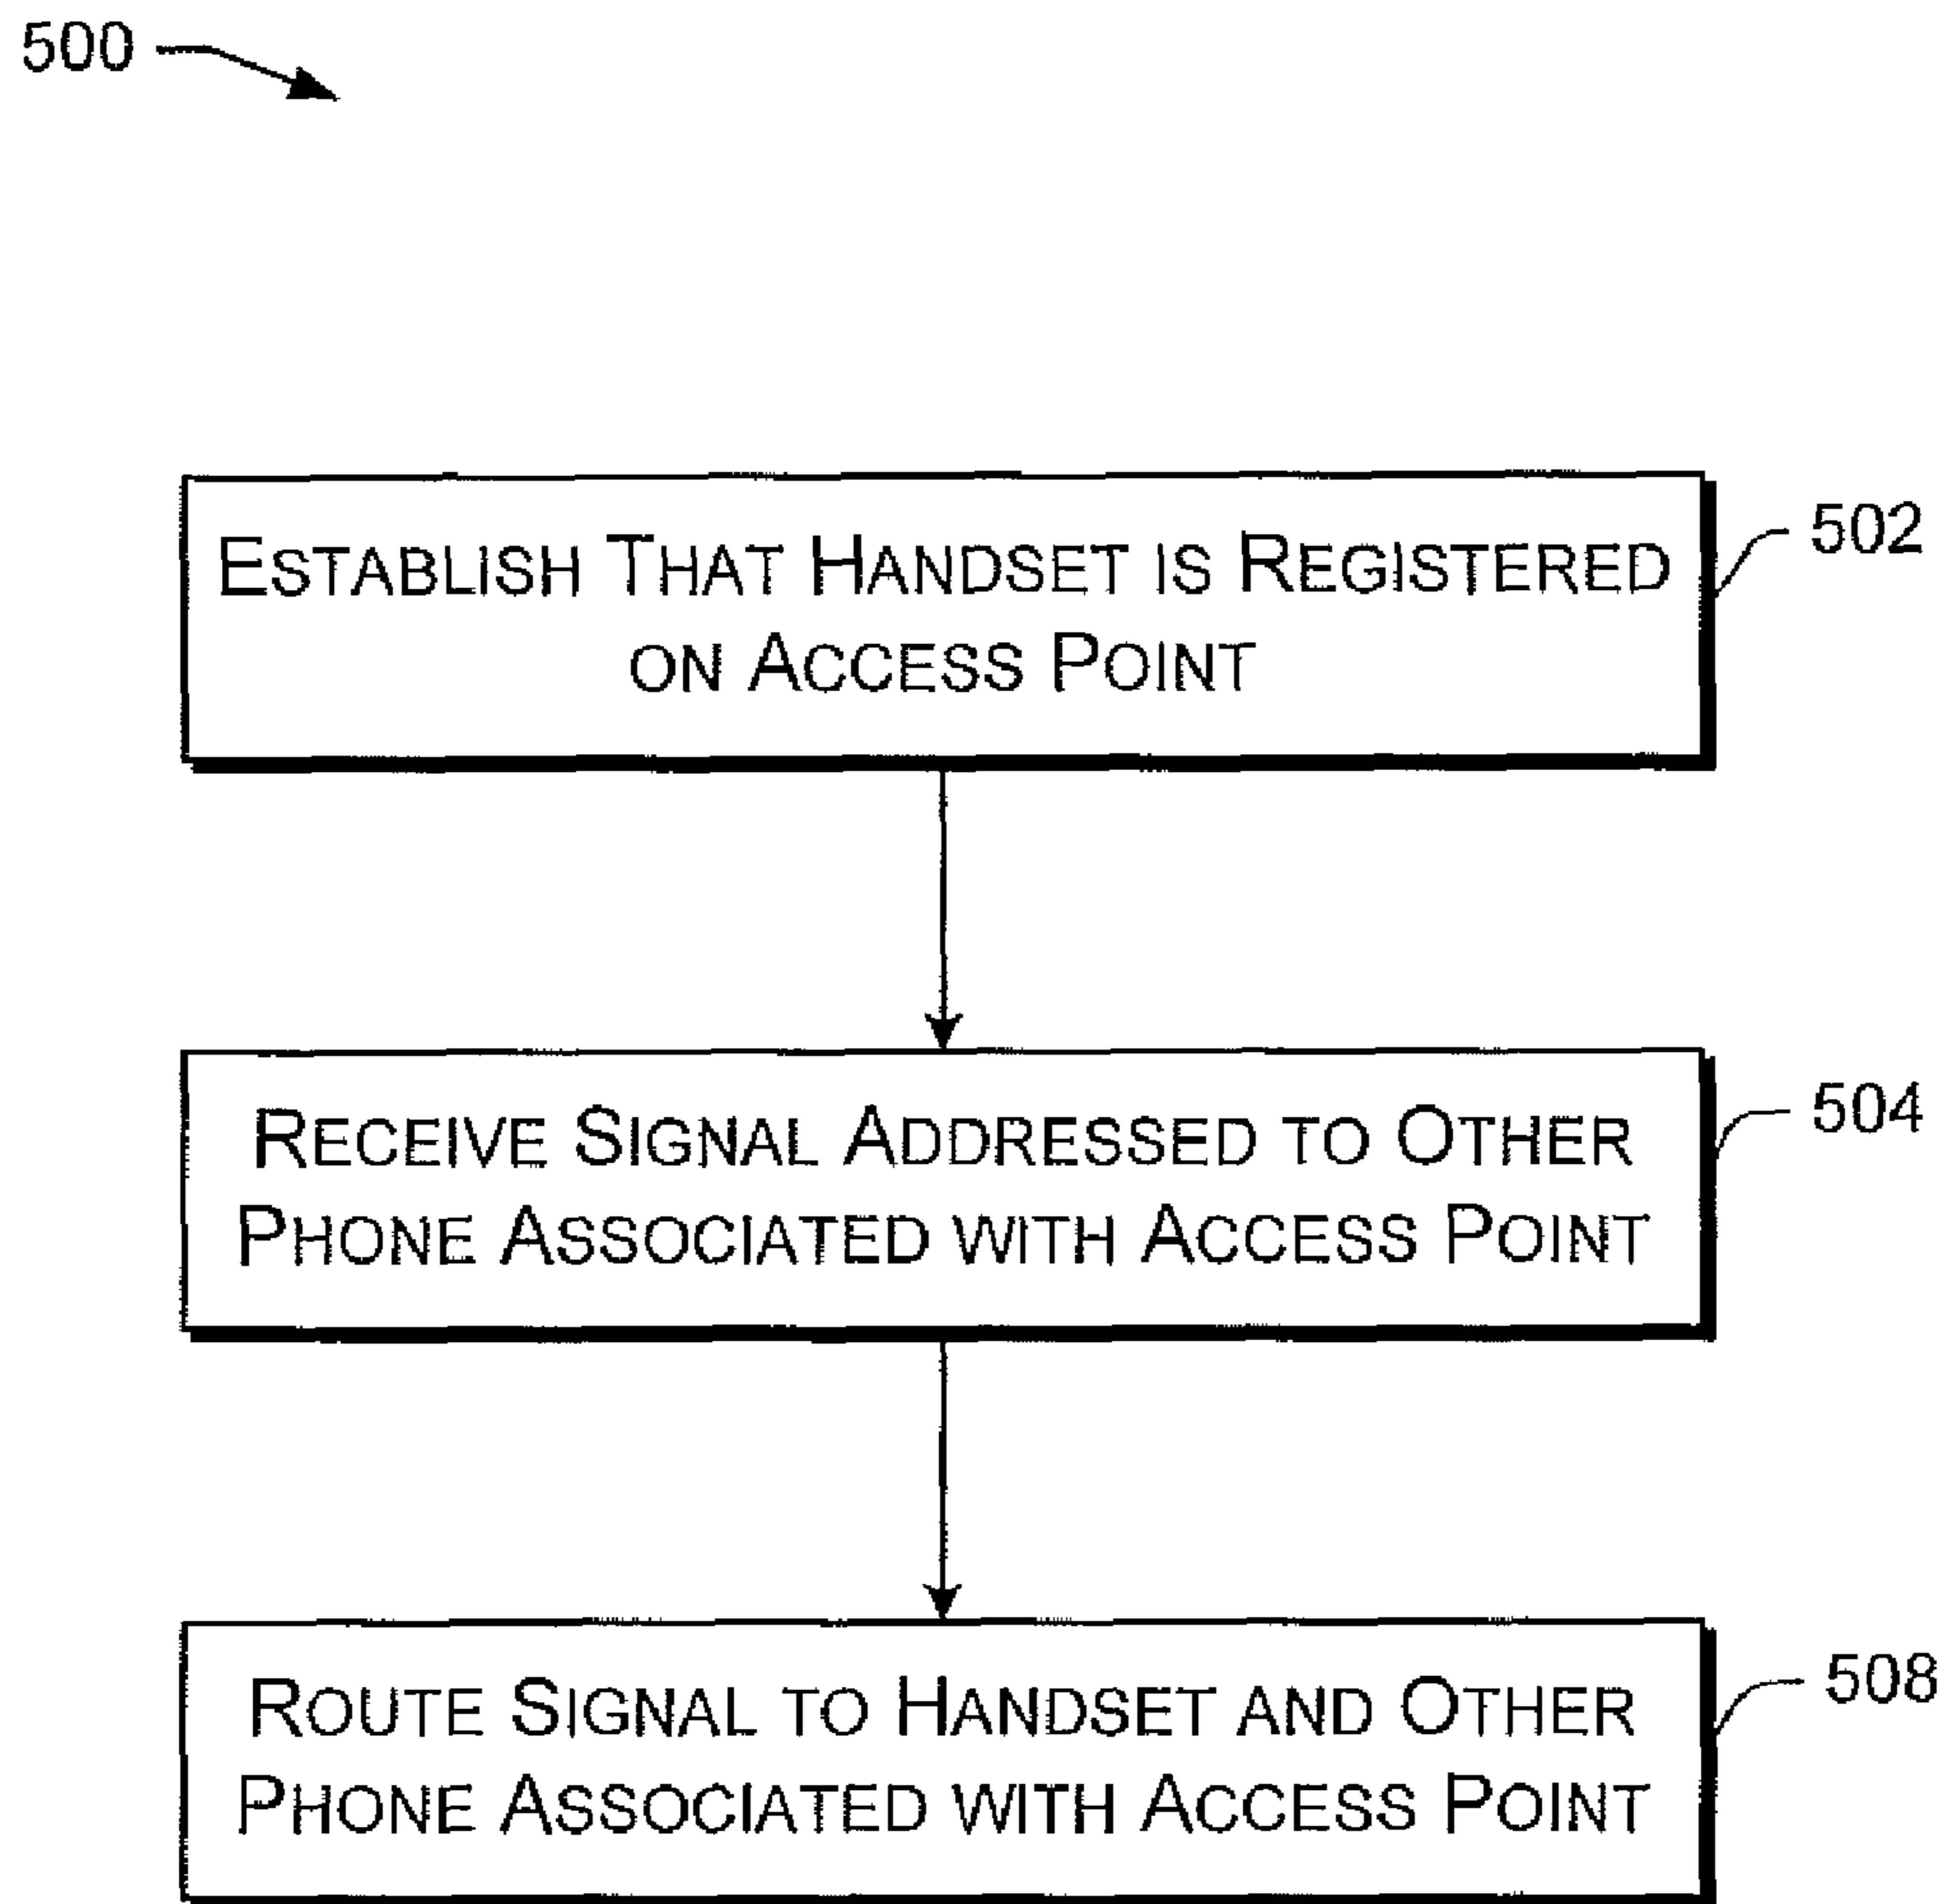 500
ESTABLISH THAT HANDSET IS REGISTERED
ON ACCESS POINT
502
RECEIVE SIGNAL ADDRESSED TO OTHER
PHONE ASSOCIATED WITH ACCESS POINT
504
ROUTE SIGNAL TO HANDSET AND OTHER
PHONE ASSOCIATED WITH ACCESS POINT
508